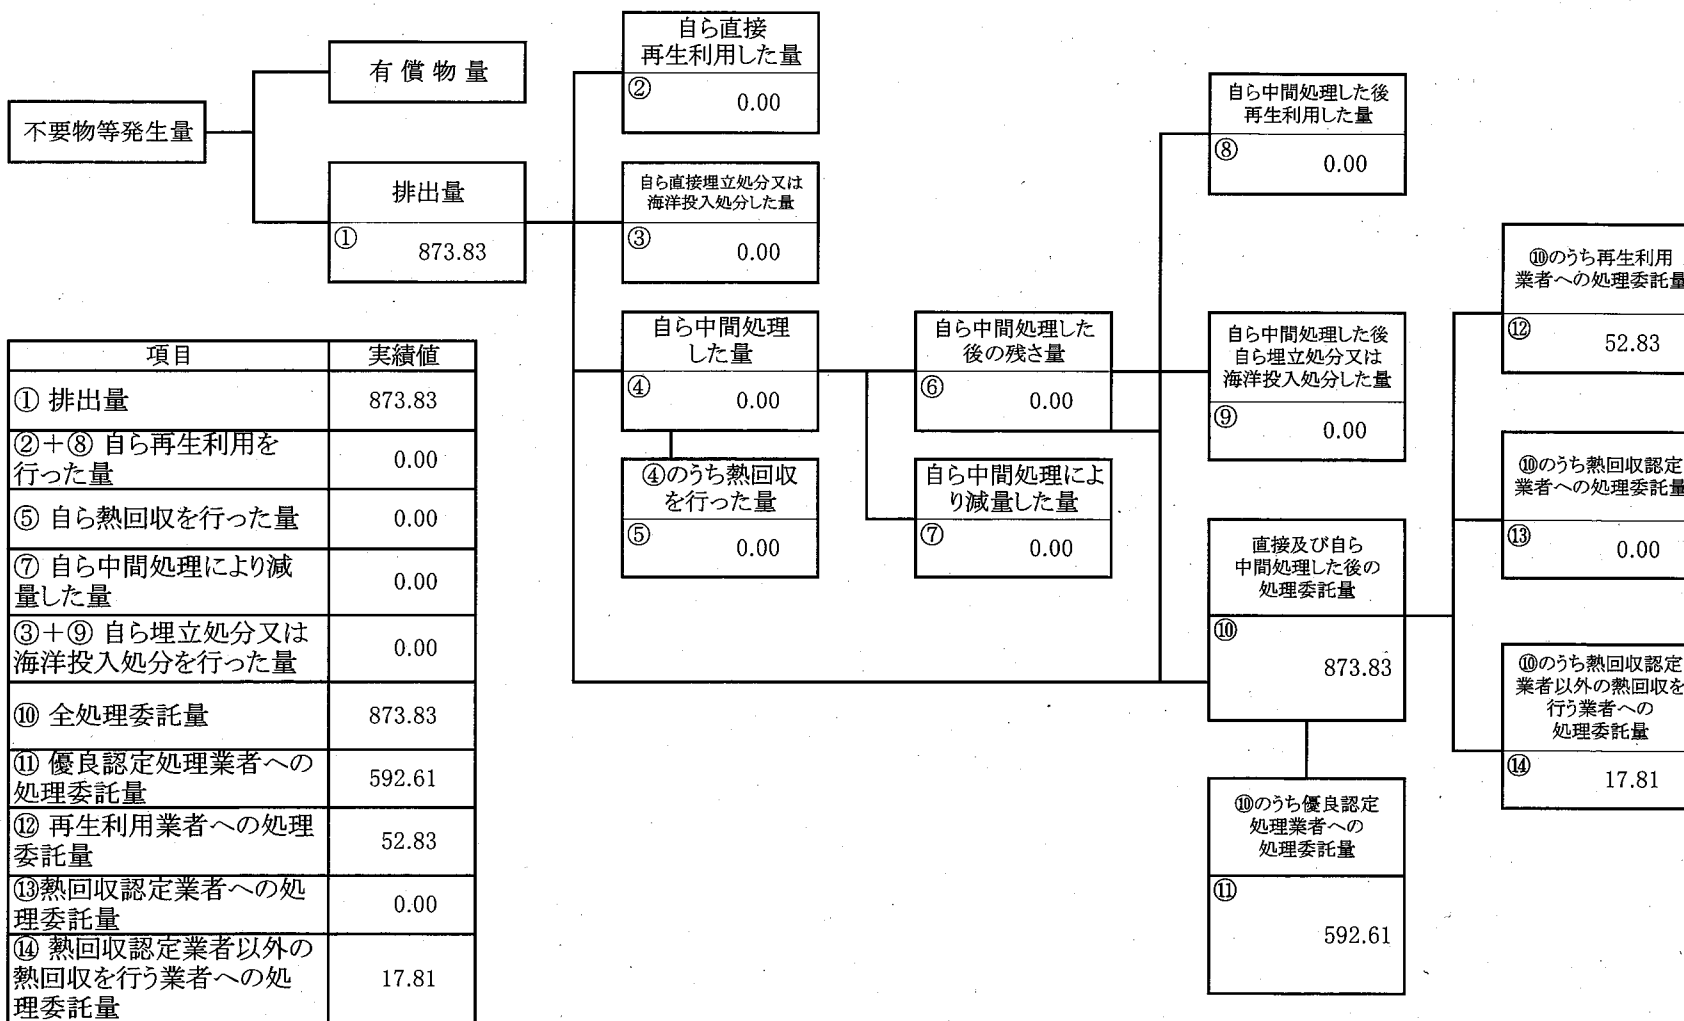 不要物等発生量
有償物量
排出量
①
873.83
自ら直接
再生利用した量
②
0.00
自ら直接埋立処分又は
海洋投入処分した量
③
0.00
自ら中間処理
した量
④
0.00
④のうち熱回収
を行った量
⑤
0.00
自ら中間処理した
後の残さ量
⑥
0.00
自ら中間処理によ
り減量した量
⑦
0.00
自ら中間処理した後
再生利用した量
⑧
0.00
自ら中間処理した後
自ら埋立処分又は
海洋投入処分した量
⑨
0.00
直接及び自ら
中間処理した後の
処理委託量
⑩
873.83
⑩のうち優良認定
処理業者への
処理委託量
⑪
592.61
⑩のうち再生利用
業者への処理委託量
⑫
52.83
⑩のうち熱回収認定
業者への処理委託量
⑬
0.00
⑩のうち熱回収認定
業者以外の熱回収を
行う業者への
処理委託量
⑭
17.81
項目 実績値
① 排出量 873.83
②+⑧ 自ら再生利用を
行った量 0.00
⑤ 自ら熱回収を行った量 0.00
⑦ 自ら中間処理により減
量した量 0.00
③+⑨ 自ら埋立処分又は
海洋投入処分を行った量 0.00
⑩ 全処理委託量 873.83
⑪ 優良認定処理業者への
処理委託量 592.61
⑫ 再生利用業者への処理
委託量 52.83
⑬熱回収認定業者への処
理委託量 0.00
⑭ 熱回収認定業者以外の
熱回収を行う業者への処
理委託量 17.81